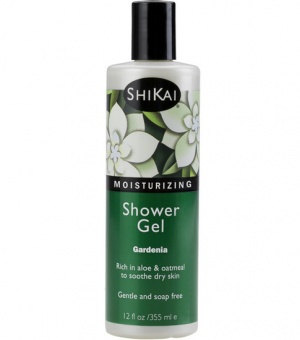 SHIKAI
MOISTURIZING
Shower
Gel
Gardenia
Rich in aloe & oatmeal
to soothe dry skin
Gentle and soap free
12 fl oz/355 ml e